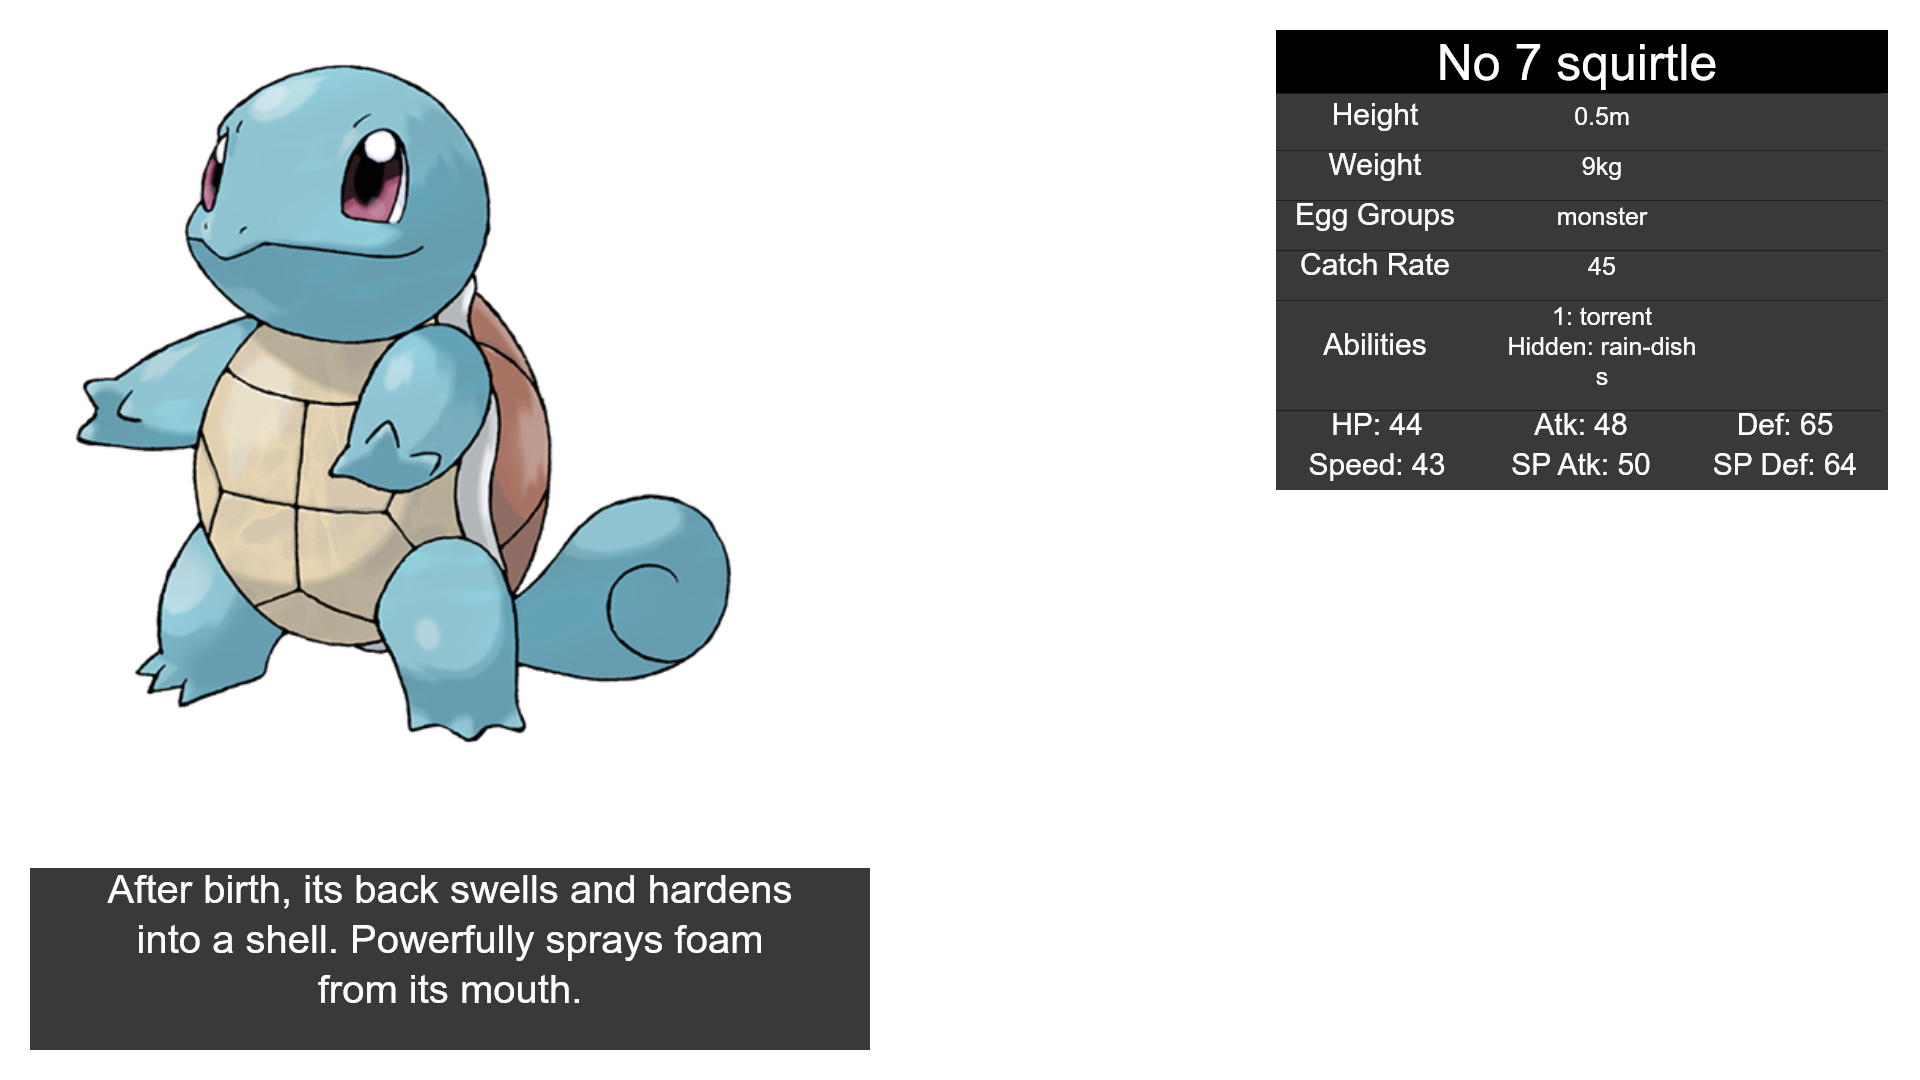 No 7 squirtle
Height 0.5m
Weight 9kg
Egg Groups monster
Catch Rate 45
1: torrent
Abilities Hidden: rain-dish
s
HP: 44 Atk: 48 Def: 65
Speed: 43 SP Atk: 50 SP Def: 64
After birth, its back swells and hardens
into a shell. Powerfully sprays foam
from its mouth.